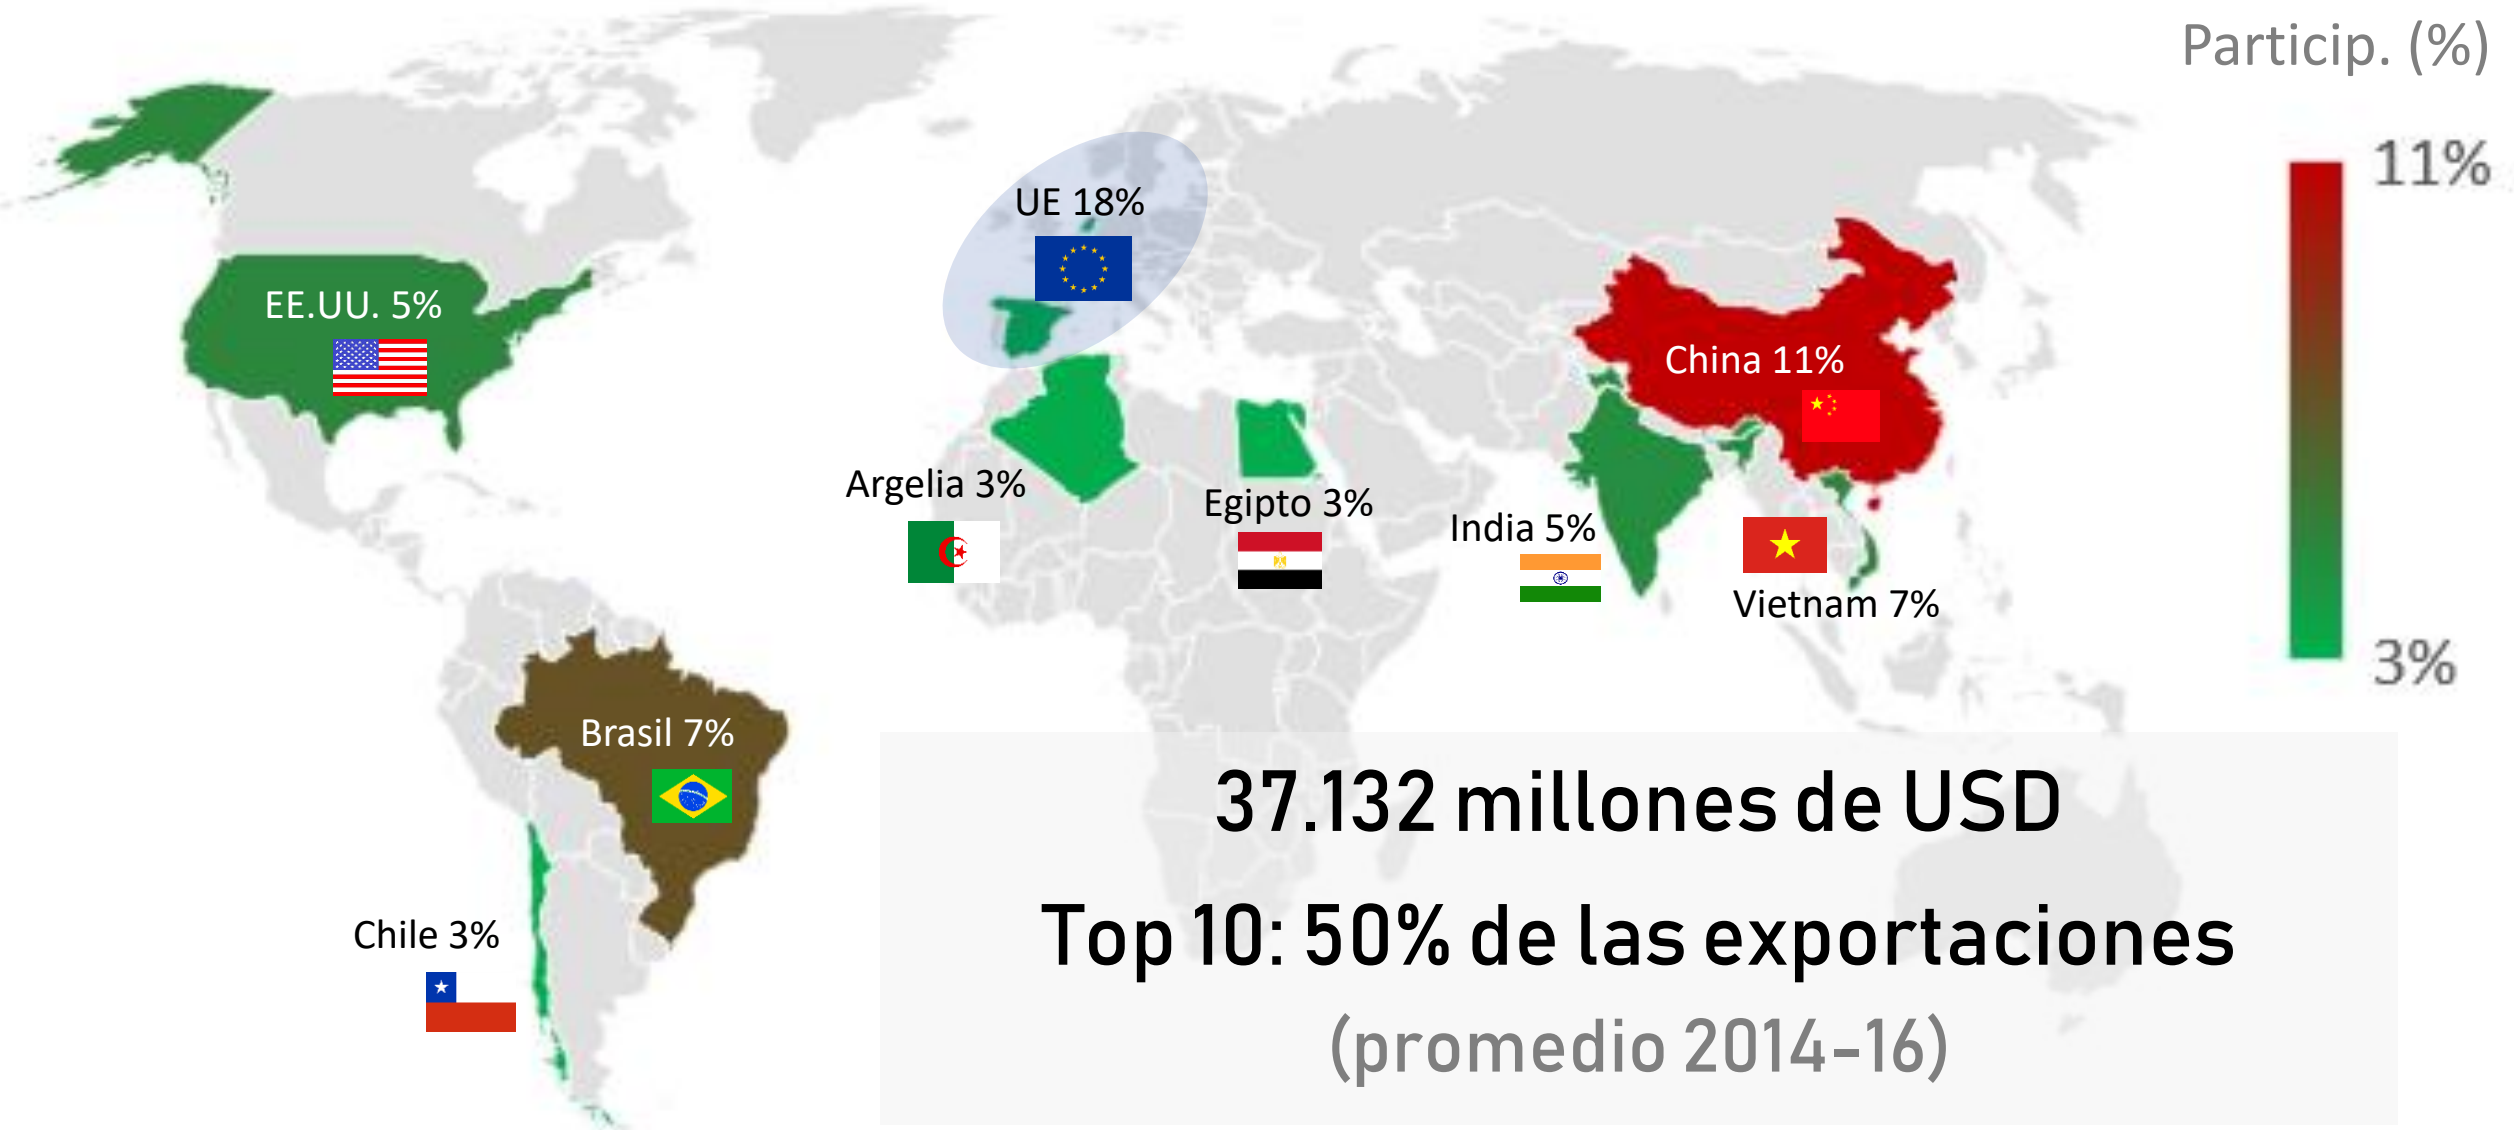 Particip. (%)
11%
3%
UE 18%
EE.UU. 5%
China 11%
Argelia 3%
Egipto 3%
India 5%
Vietnam 7%
Brasil 7%
Chile 3%
37.132 millones de USD
Top 10: 50% de las exportaciones
(promedio 2014-16)